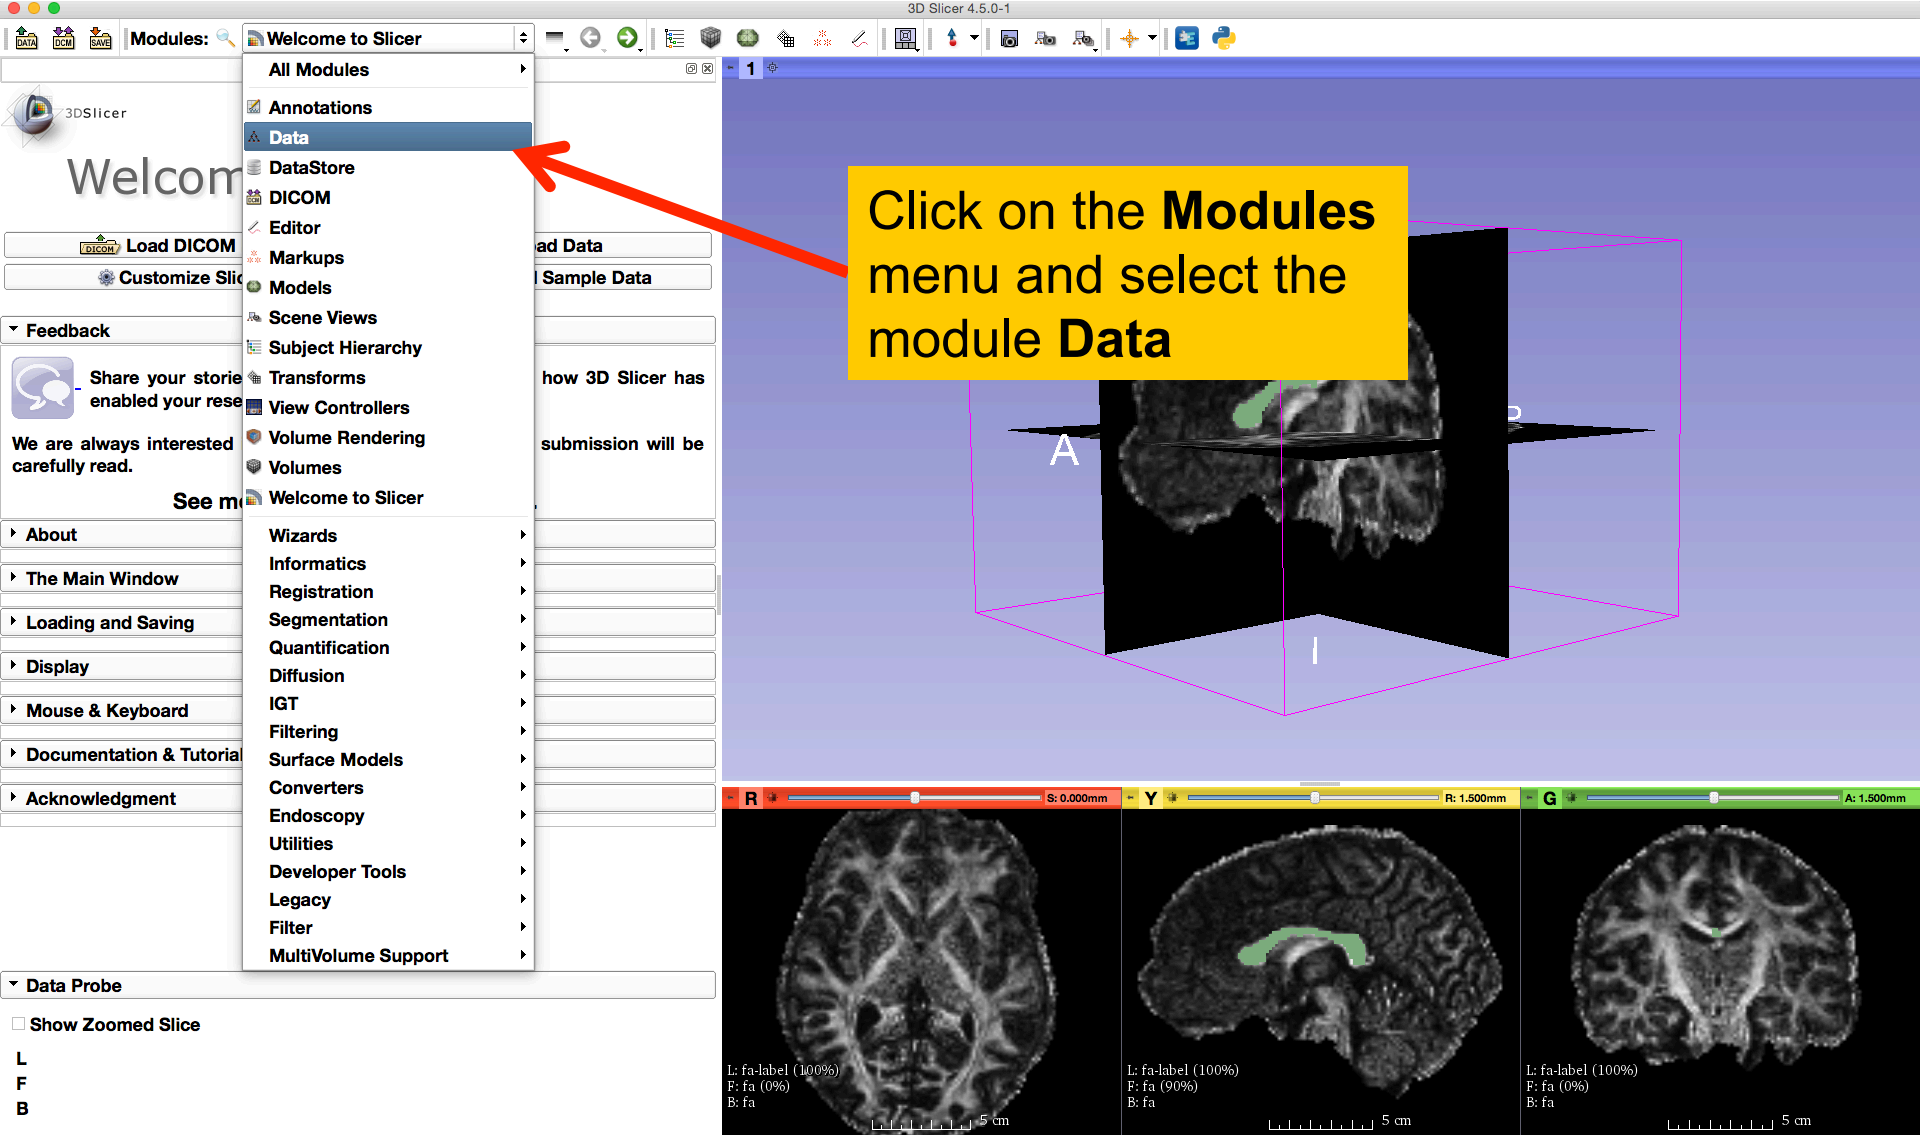 3D Slicer 4.5.0-1
DATA
DCM
SAVE
Modules:
Welcome to Slicer
All Modules
Annotations
Data
DataStore
DICOM
Editor
Markups
Models
Scene Views
Subject Hierarchy
Transforms
View Controllers
Volume Rendering
Volumes
Welcome to Slicer
Wizards
Informatics
Registration
Segmentation
Quantification
Diffusion
IGT
Filtering
Surface Models
Converters
Endoscopy
Utilities
Developer Tools
Legacy
Filter
MultiVolume Support
3DSlicer
Welcom
DICOM Load DICOM
ad Data
Customize Slic
Sample Data
Feedback
Share your storie how 3D Slicer has
enabled your rese
We are always interested submission will be
carefully read.
See m
About
The Main Window
Loading and Saving
Display
Mouse & Keyboard
Documentation & Tutorial
Acknowledgment
Data Probe
Show Zoomed Slice
L
F
B
1
Click on the Modules
menu and select the
module Data
A
P
I
R
S: 0.000mm
Y
R: 1.500mm
G
A: 1.500mm
L: fa-label (100%)
F: fa (0%)
B: fa
5 cm
L: fa-label (100%)
F: fa (90%)
B: fa
5 cm
L: fa-label (100%)
F: fa (0%)
B: fa
5 cm